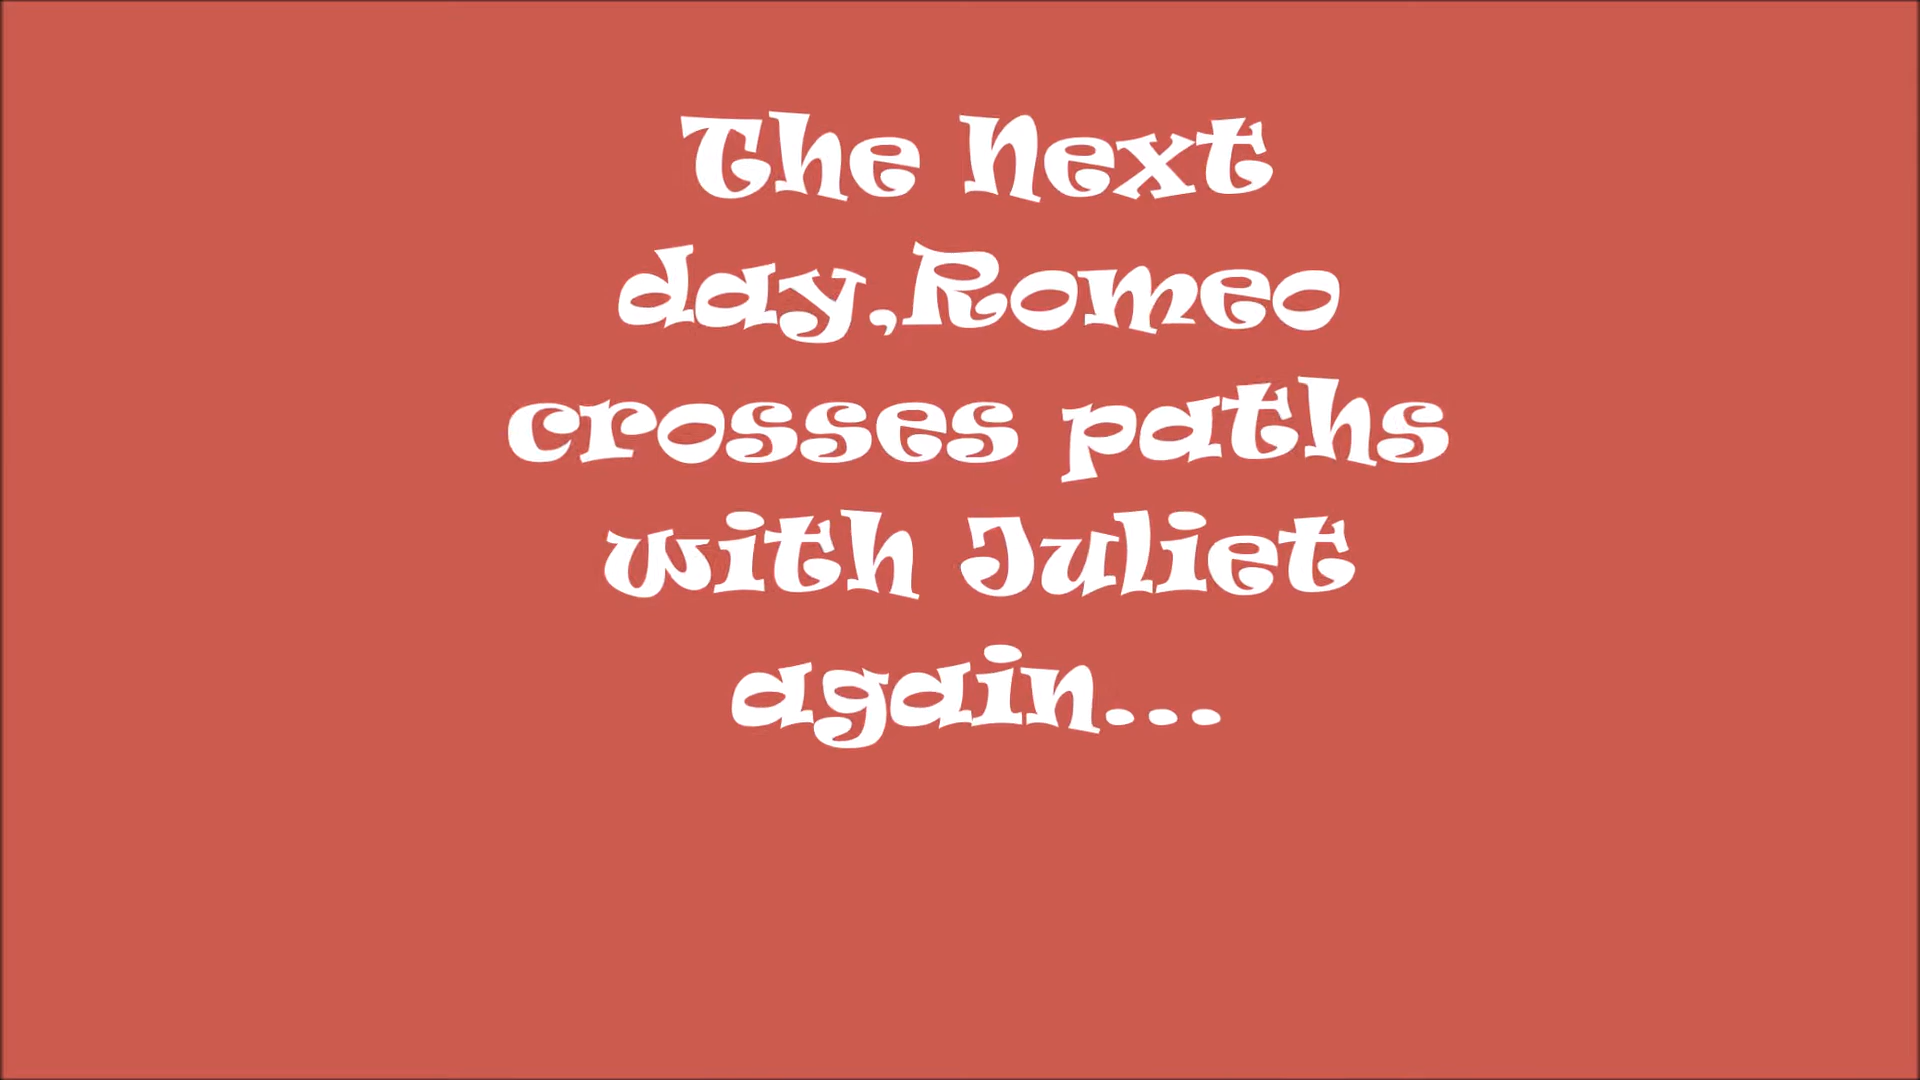 The Next
day,Romeo
crosses paths
with Juliet
again...